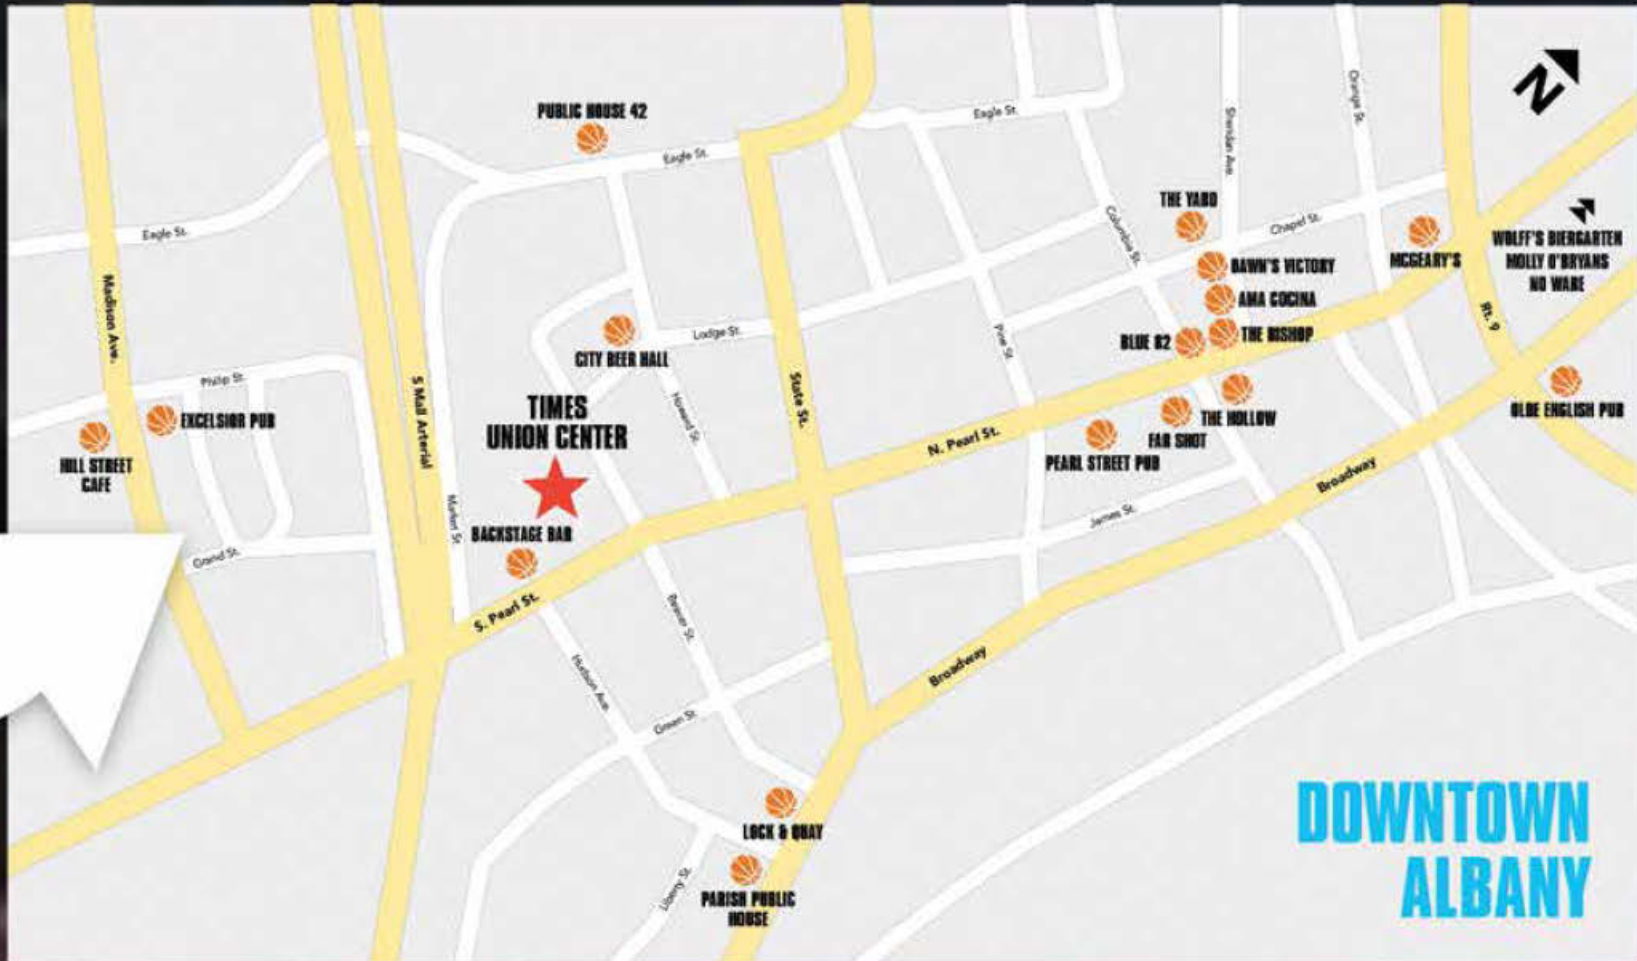 N
PUBLIC HOUSE 42
Eagle St.
Eagle St.
Orange St.
Sheridan Ave.
THE YARD
Columbia St.
Chapel St.
WOLFF'S BIERGARTEN
HOLLY O'BRYANS
NO WARE
MCGEARY'S
Eagle St.
DAWN'S VICTORY
AMA COCINA
Madison Ave.
Rt. 9
BLUE 82
THE BISHOP
Lodge St.
Pine St.
CITY BEER HALL
Philip St.
S Mall Arterial
State St.
TIMES
UNION CENTER
Howard St.
EXCELSIOR PUB
HILL STREET
CAFE
OLDE ENGLISH PUB
THE HOLLOW
FAR SHOT
N. Pearl St.
PEARL STREET PUB
Broadway
Market St.
BACKSTAGE BAR
James St.
Grand St.
S. Pearl St.
Beaver St.
Hudson Ave.
Broadway
Green St.
LOCK & QUAY
Liberty St.
PARISH PUBLIC
HOUSE
DOWNTOWN
ALBANY